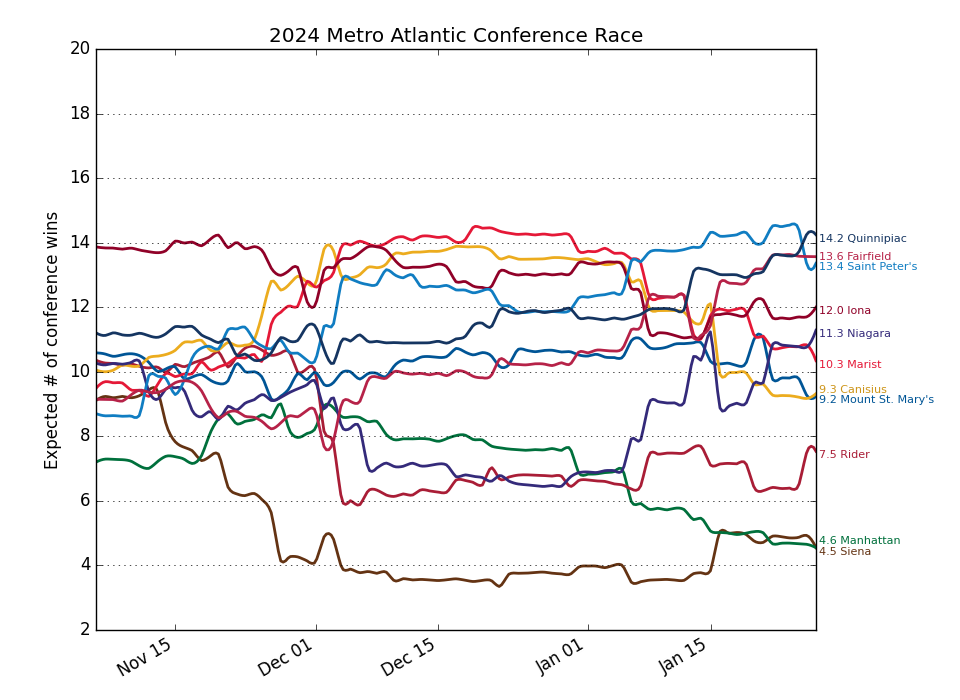 2024 Metro Atlantic Conference Race
Expected # of conference wins
20
18
16
14
12
10
8
6
4
2
14.2 Quinnipiac
13.6 Fairfield
13.4 Saint Peter's
12.0 Iona
11.3 Niagara
10.3 Marist
9.3 Canisius
9.2 Mount St. Mary's
7.5 Rider
4.6 Manhattan
4.5 Siena
Nov 15
Dec 01
Dec 15
Jan 01
Jan 15